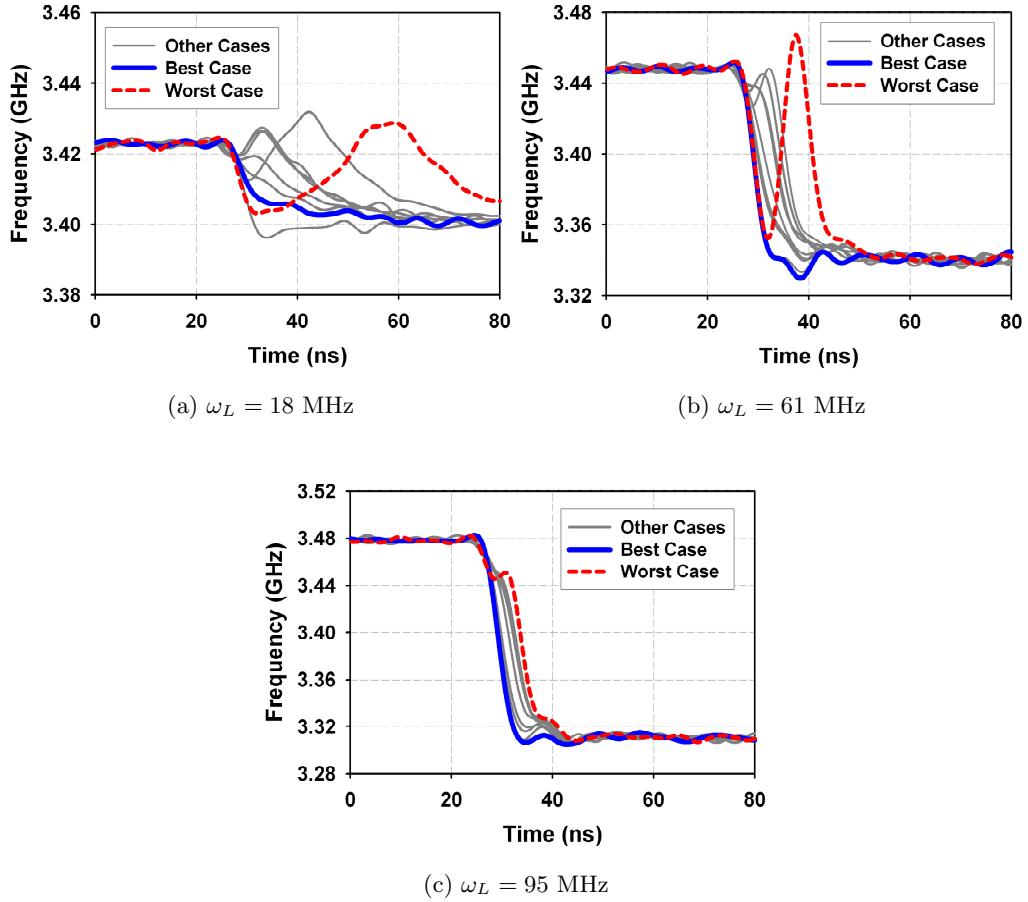 3.46
3.44
3.42
3.40
3.38
Frequency (GHz)
Other Cases
Best Case
Worst Case
0
20
40
60
80
Time (ns)
(a) ω_L = 18 MHz
3.48
3.44
3.40
3.36
3.32
Frequency (GHz)
Other Cases
Best Case
Worst Case
0
20
40
60
80
Time (ns)
(b) ω_L = 61 MHz
3.52
3.48
3.44
3.40
3.36
3.32
3.28
Frequency (GHz)
Other Cases
Best Case
Worst Case
0
20
40
60
80
Time (ns)
(c) ω_L = 95 MHz